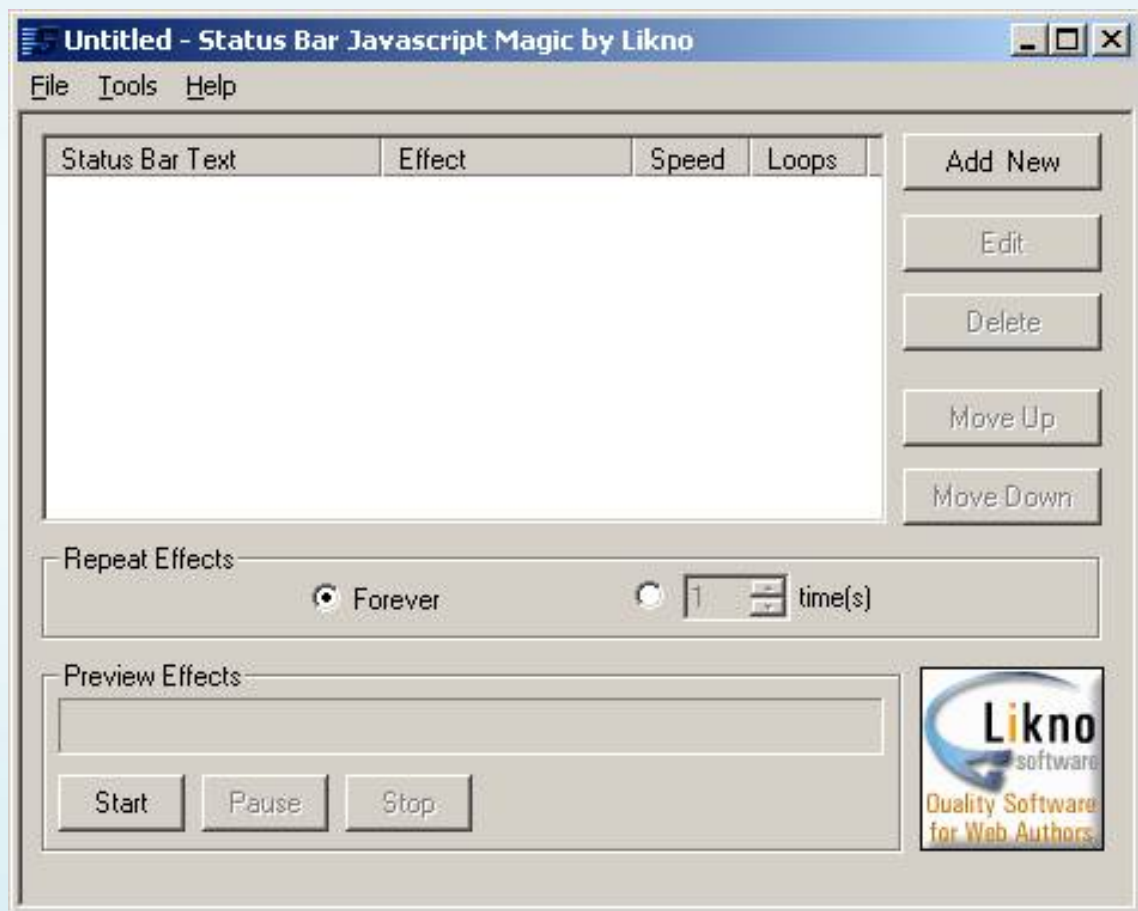 Untitled - Status Bar Javascript Magic by Likno
File Tools Help
Status Bar Text Effect Speed Loops
Add New
Edit
Delete
Move Up
Move Down
Repeat Effects
Forever 1 time(s)
Preview Effects
Start Pause Stop
Likno
software
Quality Software
for Web Authors